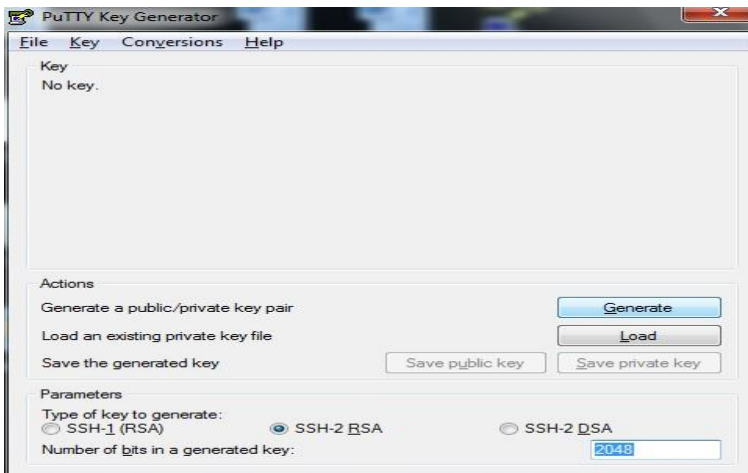 PuTTY Key Generator
File Key Conversions Help
Key
No key.
Actions
Generate a public/private key pair Generate
Load an existing private key file Load
Save the generated key Save public key Save private key
Parameters
Type of key to generate:
SSH-1 (RSA) SSH-2 RSA SSH-2 DSA
Number of bits in a generated key: 2048